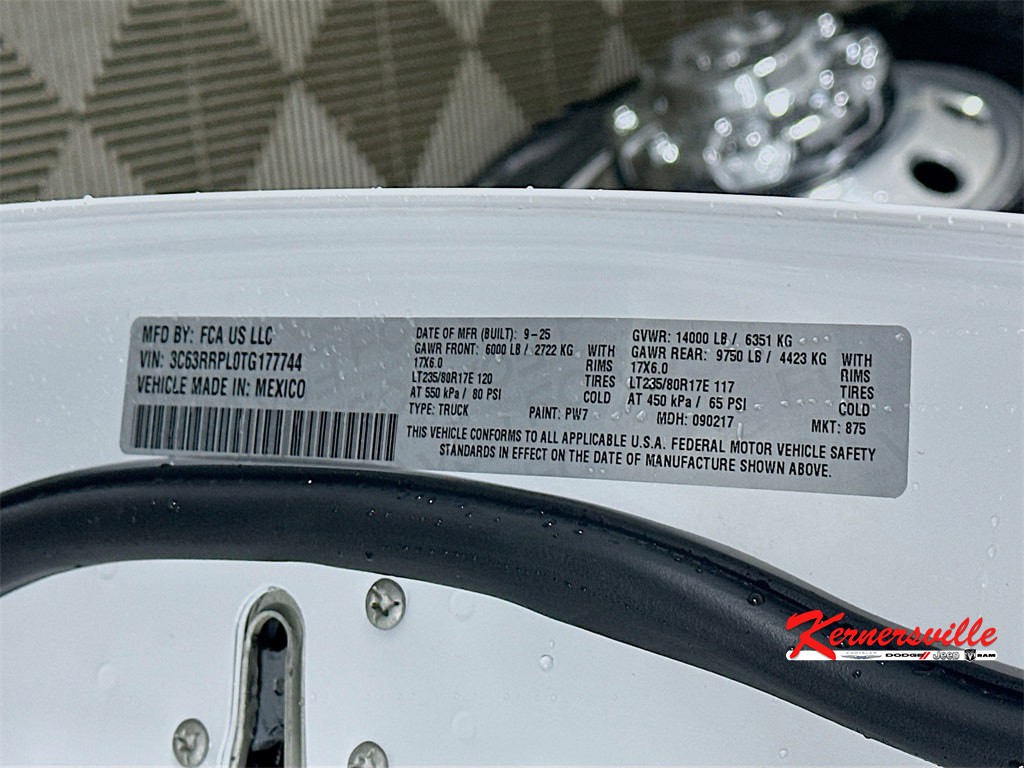 MFD BY: FCA US LLC
VIN: 3C63RRPL0TG177744
VEHICLE MADE IN: MEXICO
DATE OF MFR (BUILT): 9-25
GAWR FRONT: 6000 LB / 2722 KG WITH
17X6.0 RIMS
LT235/80R17E 120 TIRES
AT 550 kPa / 80 PSI COLD
TYPE: TRUCK PAINT: PW7
GVWR: 14000 LB / 6351 KG
GAWR REAR: 9750 LB / 4423 KG WITH
17X6.0 RIMS
LT235/80R17E 117 TIRES
AT 450 kPa / 65 PSI COLD
MDH: 090217 MKT: 875
THIS VEHICLE CONFORMS TO ALL APPLICABLE U.S.A. FEDERAL MOTOR VEHICLE SAFETY
STANDARDS IN EFFECT ON THE DATE OF MANUFACTURE SHOWN ABOVE.
Kernersville
CHRYSLER DODGE Jeep RAM